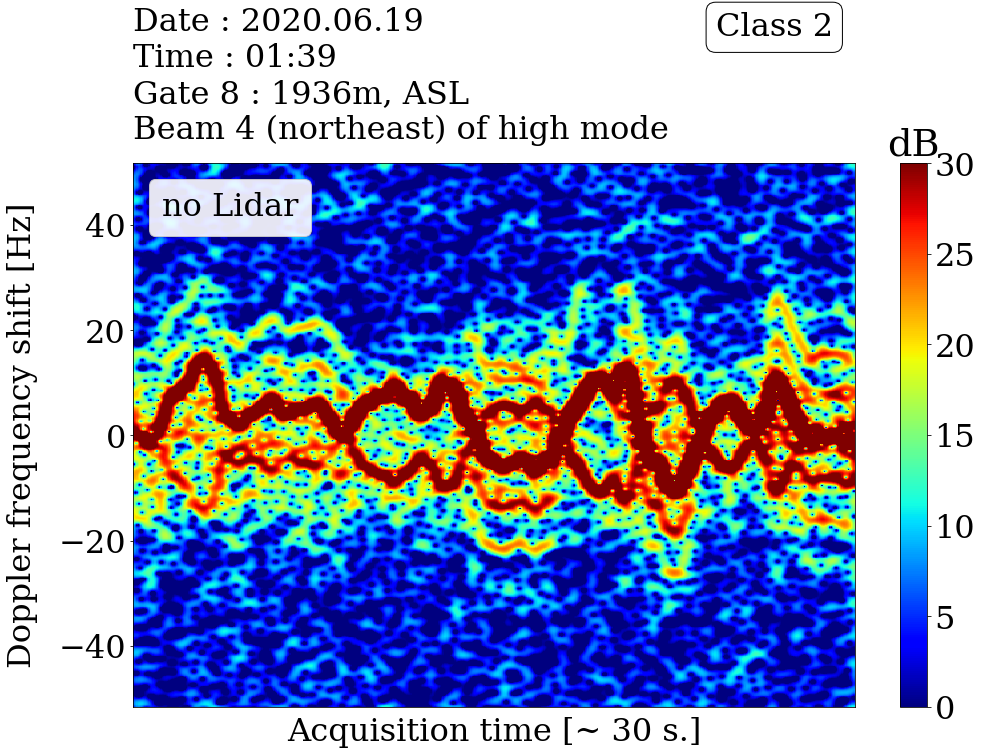 Date : 2020.06.19
Time : 01:39
Gate 8 : 1936m, ASL
Beam 4 (northeast) of high mode
Class 2
dB
no Lidar
Doppler frequency shift [Hz]
40
20
0
−20
−40
30
25
20
15
10
5
0
Acquisition time [~ 30 s.]